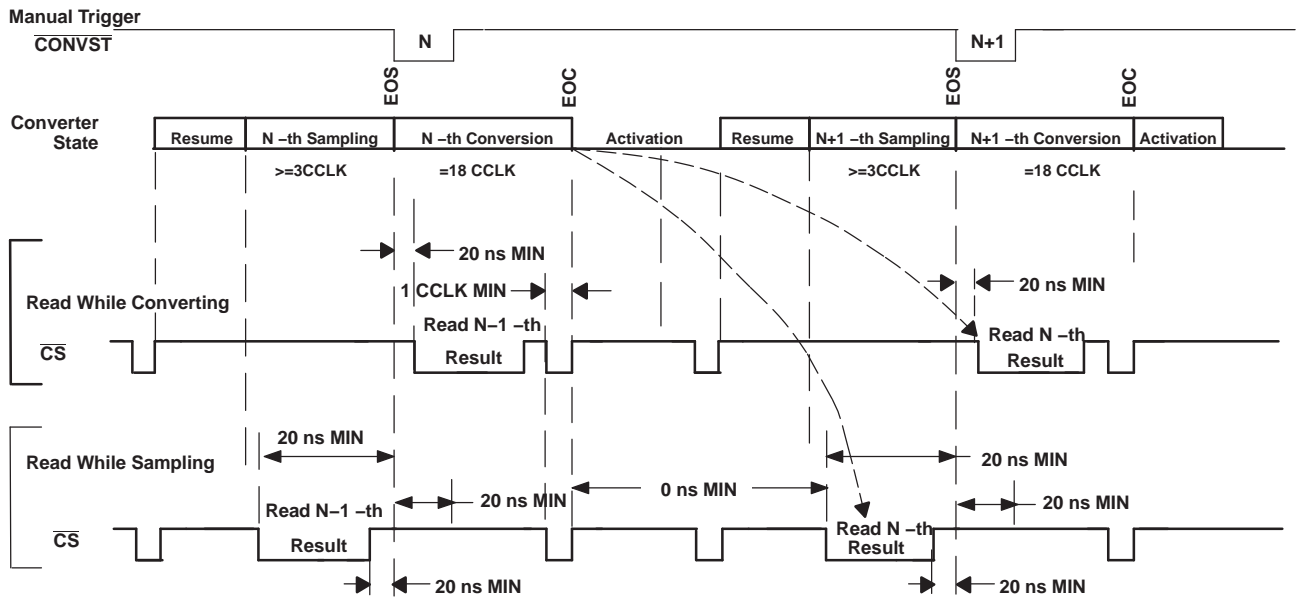 Manual Trigger
CONVST
N
N+1
EOS
EOC
EOS
EOC
Converter
State
Resume
N –th Sampling
N –th Conversion
Activation
Resume
N+1 –th Sampling
N+1 –th Conversion
Activation
>=3CCLK
=18 CCLK
>=3CCLK
=18 CCLK
20 ns MIN
20 ns MIN
1 CCLK MIN
Read While Converting
Read N–1 –th
Result
Read N –th
Result
CS
20 ns MIN
20 ns MIN
Read While Sampling
20 ns MIN
0 ns MIN
20 ns MIN
Read N–1 –th
Result
Read N –th
Result
CS
20 ns MIN
20 ns MIN